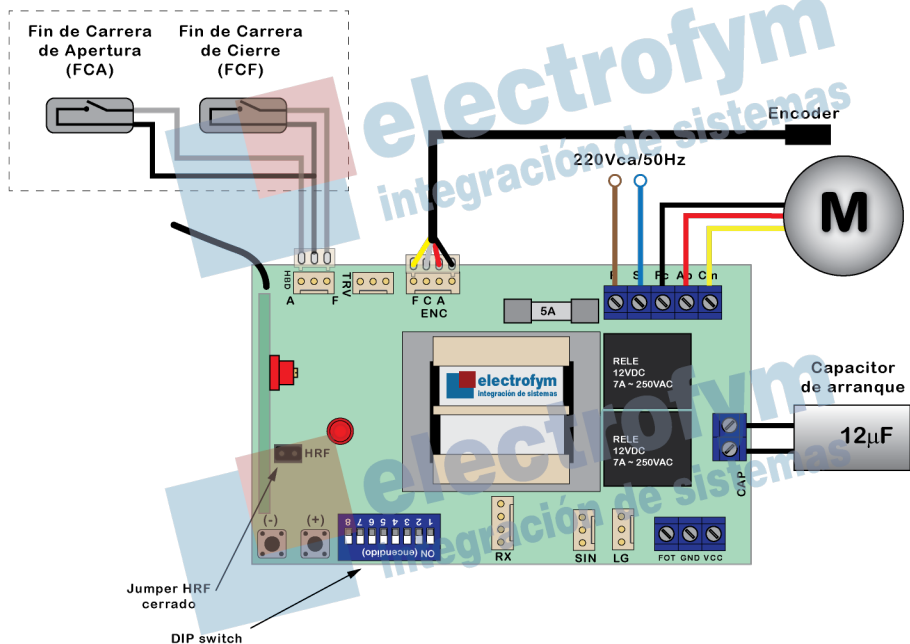 Fin de Carrera
de Apertura
(FCA)
Fin de Carrera
de Cierre
(FCF)
electrofym
integración de sistemas
Encoder
220Vca/50Hz
M
HBD
A
F
TRV
F C A
ENC
5A
F
S
Fc
Ap
Cm
electrofym
integración de sistemas
RELE
12VDC
7A ~ 250VAC
RELE
12VDC
7A ~ 250VAC
Capacitor
de arranque
12µF
CAP
HRF
(-)
(+)
8 7 6 5 4 3 2 1
ON (encendido)
RX
SIN
LG
FOT GND VCC
electrofym
integración de sistemas
Jumper HRF
cerrado
DIP switch